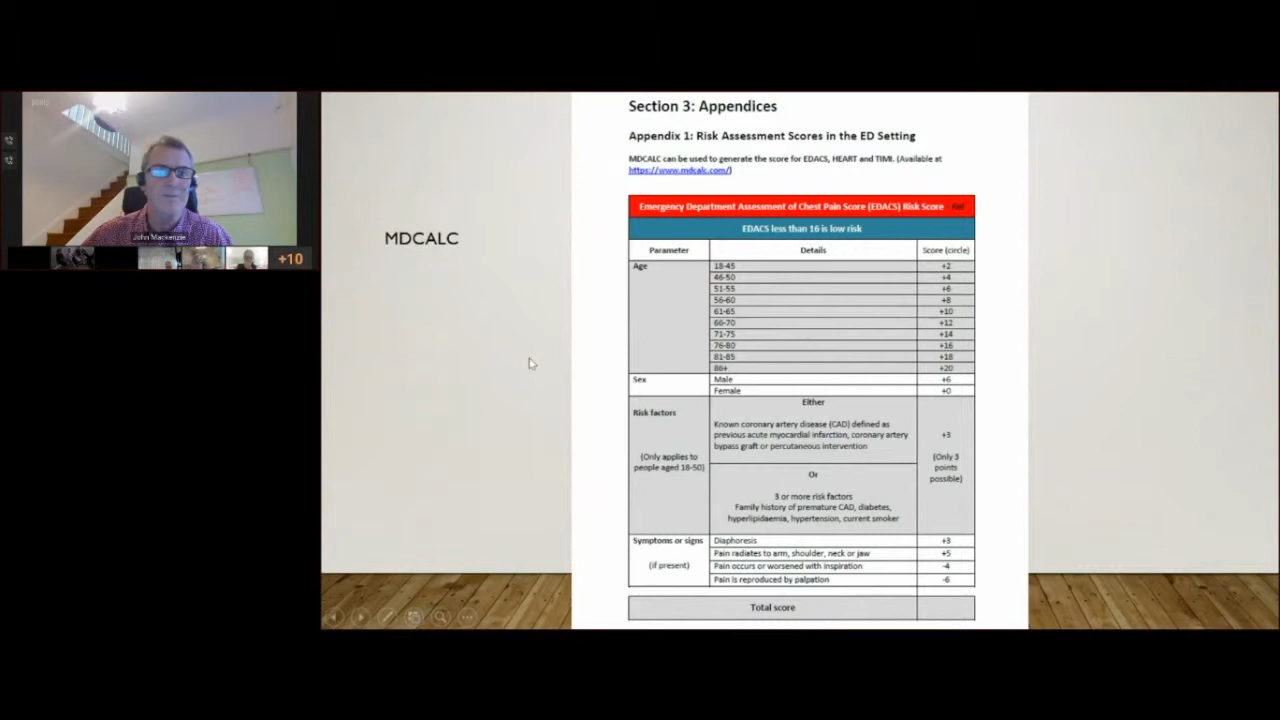 John Mackenzie
+10
MDCALC
Section 3: Appendices
Appendix 1: Risk Assessment Scores in the ED Setting
MDCALC can be used to generate the score for EDACS, HEART and TIMI. (Available at
https://www.mdcalc.com/)
Emergency Department Assessment of Chest Pain Score (EDACS) Risk Score
EDACS less than 16 is low risk
Parameter Details Score (circle)
Age 18-45 +2
46-50 +4
51-55 +6
56-60 +8
61-65 +10
66-70 +12
71-75 +14
76-80 +16
81-85 +18
86+ +20
Sex Male +6
Female +0
Risk factors
(Only applies to
people aged 18-50)
Either
Known coronary artery disease (CAD) defined as
previous acute myocardial infarction, coronary artery
bypass graft or percutaneous intervention
Or
3 or more risk factors
Family history of premature CAD, diabetes,
hyperlipidaemia, hypertension, current smoker
+3
(Only 3
points
possible)
Symptoms or signs
(if present)
Diaphoresis +3
Pain radiates to arm, shoulder, neck or jaw +5
Pain occurs or worsened with inspiration -4
Pain is reproduced by palpation -6
Total score